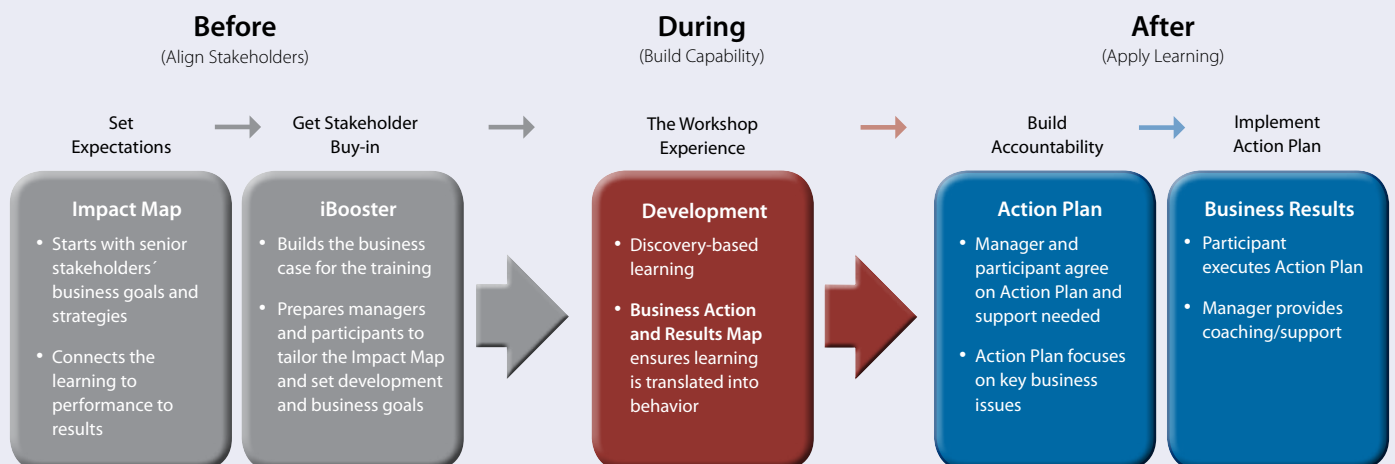 Before
(Align Stakeholders)
During
(Build Capability)
After
(Apply Learning)
Set
Expectations
Get Stakeholder
Buy-in
The Workshop
Experience
Build
Accountability
Implement
Action Plan
Impact Map
• Starts with senior
stakeholders´
business goals and
strategies
• Connects the
learning to
performance to
results
iBooster
• Builds the business
case for the training
• Prepares managers
and participants to
tailor the Impact Map
and set development
and business goals
Development
• Discovery-based
learning
• Business Action
and Results Map
ensures learning
is translated into
behavior
Action Plan
• Manager and
participant agree
on Action Plan and
support needed
• Action Plan focuses
on key business
issues
Business Results
• Participant
executes Action Plan
• Manager provides
coaching/support